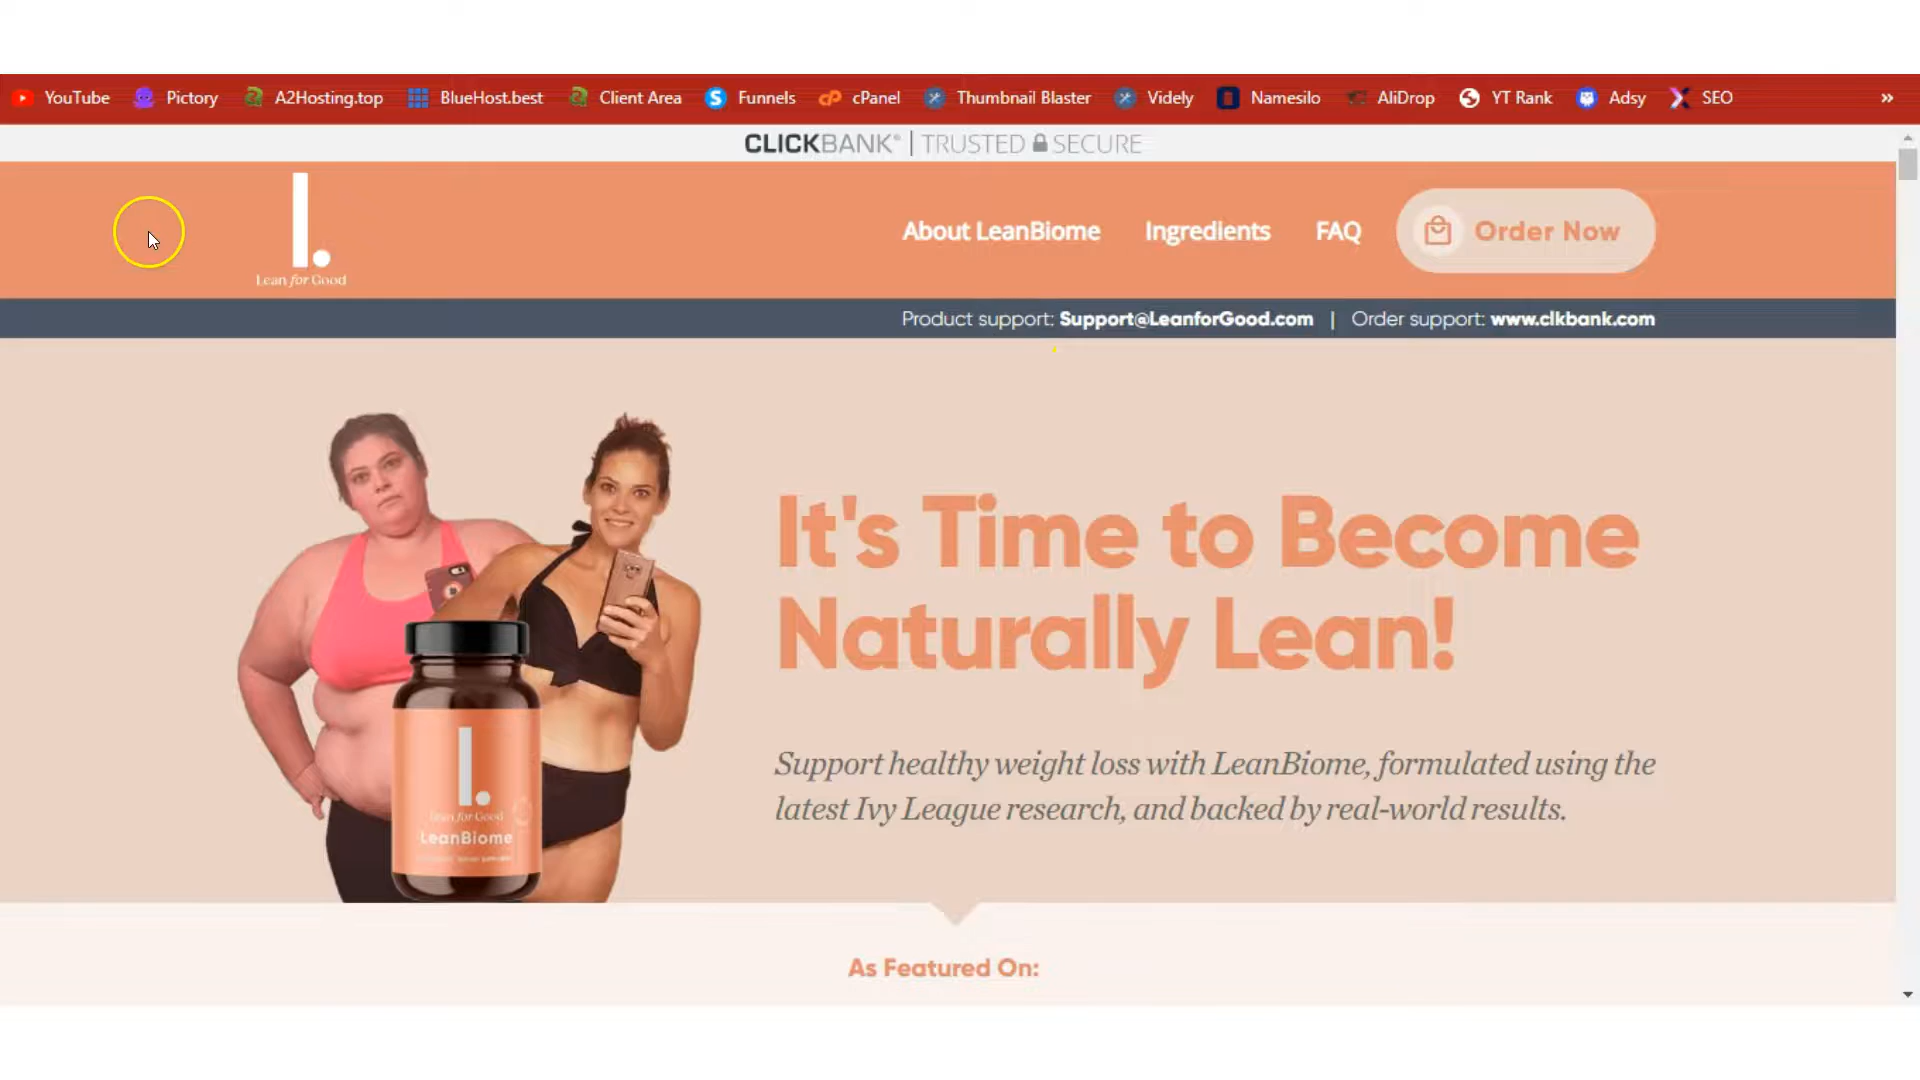 YouTube Pictory A2Hosting.top BlueHost.best Client Area Funnels cPanel Thumbnail Blaster Videly Namesilo AliDrop YT Rank Adsy SEO »
CLICKBANK® | TRUSTED SECURE
l.
Lean for Good
About LeanBiome Ingredients FAQ Order Now
Product support: Support@LeanforGood.com | Order support: www.clkbank.com
It's Time to Become
Naturally Lean!
Support healthy weight loss with LeanBiome, formulated using the
latest Ivy League research, and backed by real-world results.
l.
Lean for Good
LeanBiome
As Featured On: